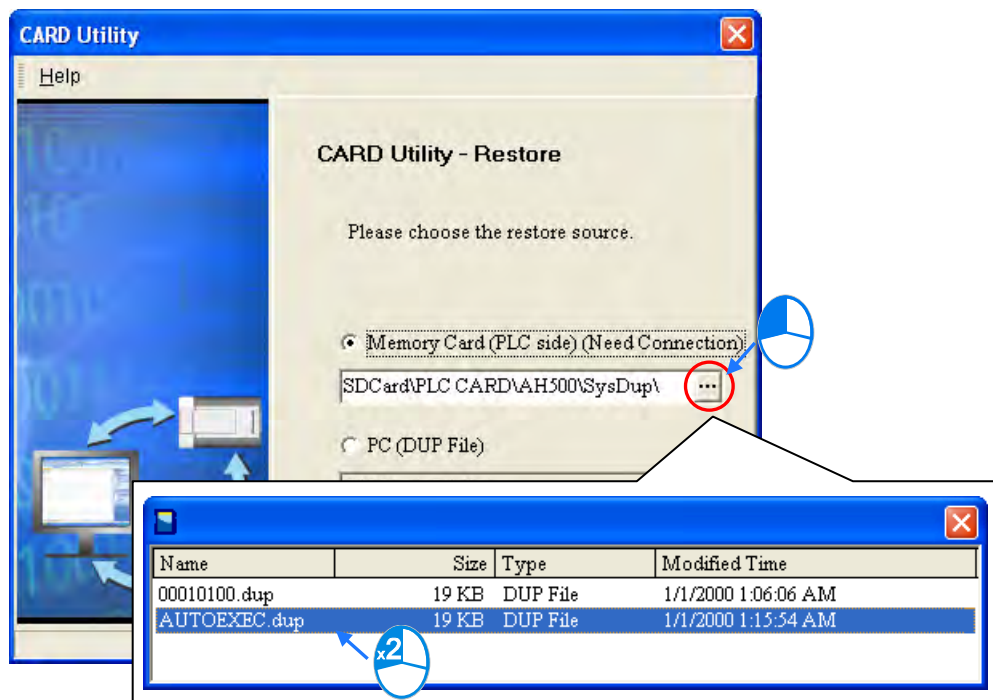 CARD Utility
Help
CARD Utility - Restore
Please choose the restore source.
Memory Card (PLC side) (Need Connection)
SDCard\PLC CARD\AH500\SysDup\ ...
PC (DUP File)
Name Size Type Modified Time
00010100.dup 19 KB DUP File 1/1/2000 1:06:06 AM
AUTOEXEC.dup 19 KB DUP File 1/1/2000 1:15:54 AM
x2